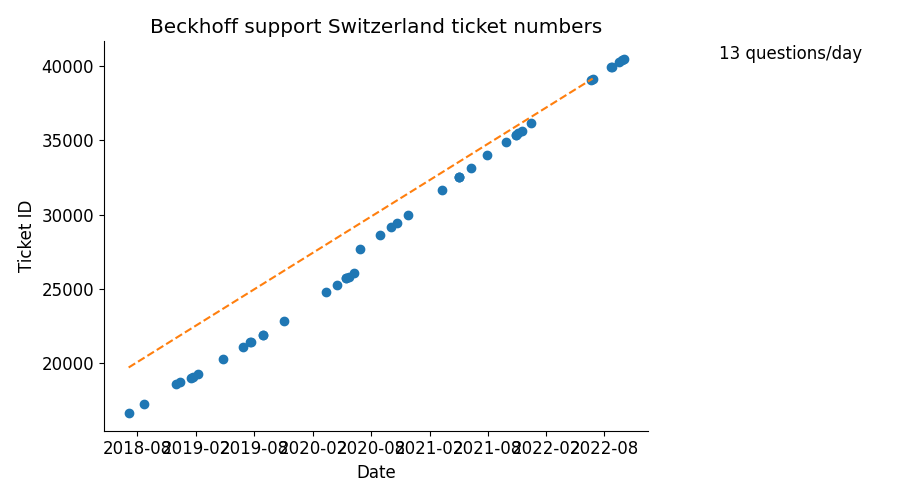 Beckhoff support Switzerland ticket numbers
13 questions/day
40000
35000
30000
25000
20000
Ticket ID
2018-08 2019-02 2019-08 2020-02 2020-08 2021-02 2021-08 2022-02 2022-08
Date